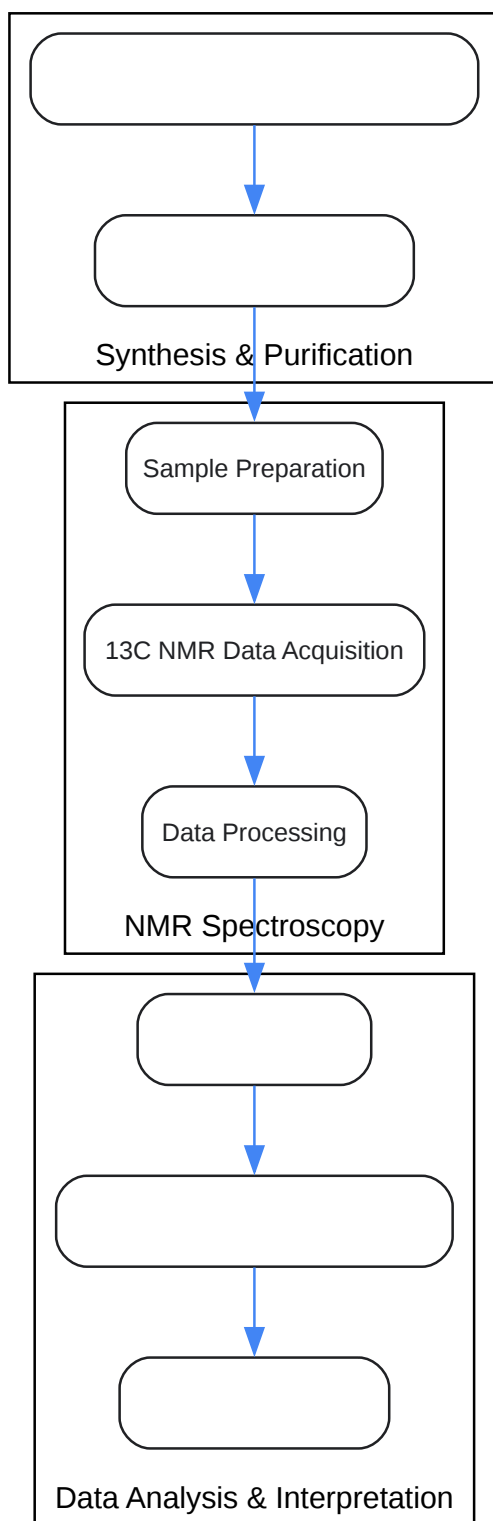 Synthesis & Purification
Sample Preparation
13C NMR Data Acquisition
Data Processing
NMR Spectroscopy
Data Analysis & Interpretation